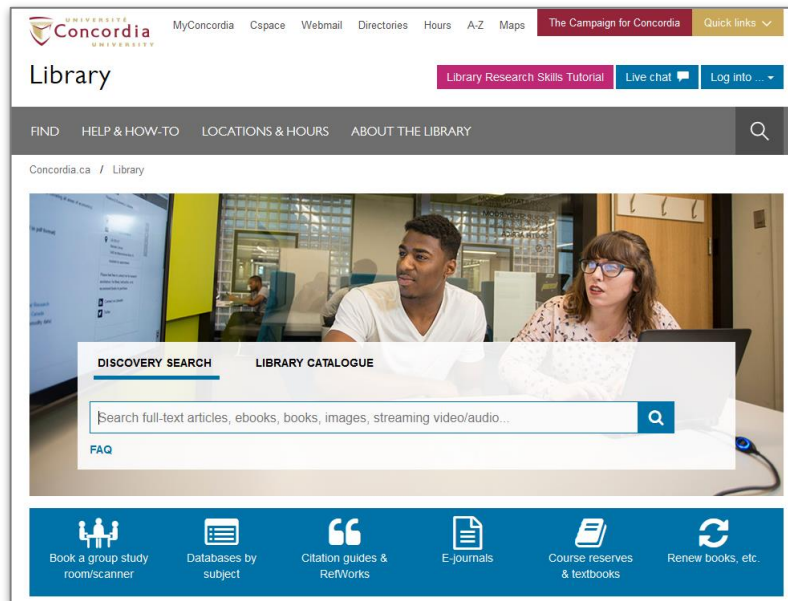 UNIVERSITÉ
Concordia
UNIVERSITY
MyConcordia Cspace Webmail Directories Hours A-Z Maps The Campaign for Concordia Quick links
Library
Library Research Skills Tutorial Live chat Log into ...
FIND HELP & HOW-TO LOCATIONS & HOURS ABOUT THE LIBRARY
Concordia.ca / Library
DISCOVERY SEARCH LIBRARY CATALOGUE
Search full-text articles, ebooks, books, images, streaming video/audio...
FAQ
Book a group study
room/scanner
Databases by
subject
Citation guides &
RefWorks
E-journals
Course reserves
& textbooks
Renew books, etc.